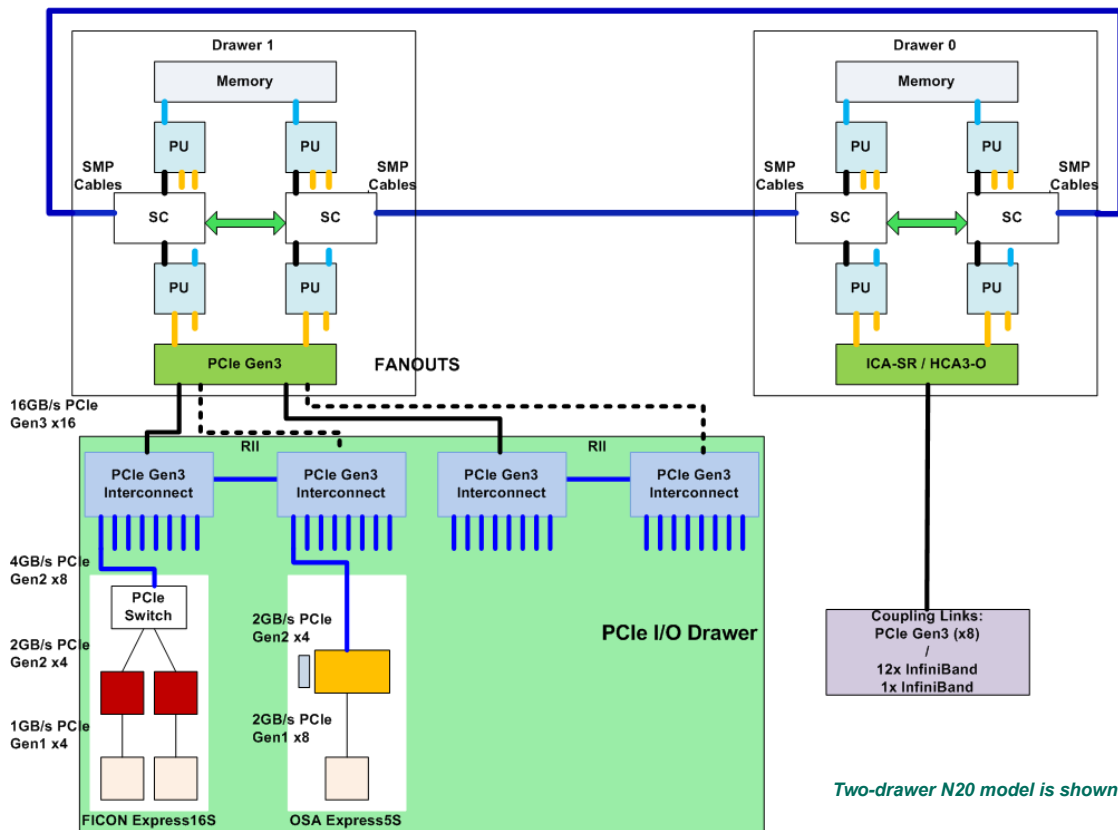 Drawer 1
Memory
PU
PU
SMP
Cables
SMP
Cables
SC
SC
PU
PU
PCIe Gen3
FANOUTS
Drawer 0
Memory
PU
PU
SMP
Cables
SMP
Cables
SC
SC
PU
PU
ICA-SR / HCA3-O
16GB/s PCIe
Gen3 x16
RII
RII
PCIe Gen3
Interconnect
PCIe Gen3
Interconnect
PCIe Gen3
Interconnect
PCIe Gen3
Interconnect
4GB/s PCIe
Gen2 x8
PCIe
Switch
2GB/s PCIe
Gen2 x4
1GB/s PCIe
Gen1 x4
FICON Express16S
2GB/s PCIe
Gen2 x4
2GB/s PCIe
Gen1 x8
OSA Express5S
PCIe I/O Drawer
Coupling Links:
PCIe Gen3 (x8)
/
12x InfiniBand
1x InfiniBand
Two-drawer N20 model is shown